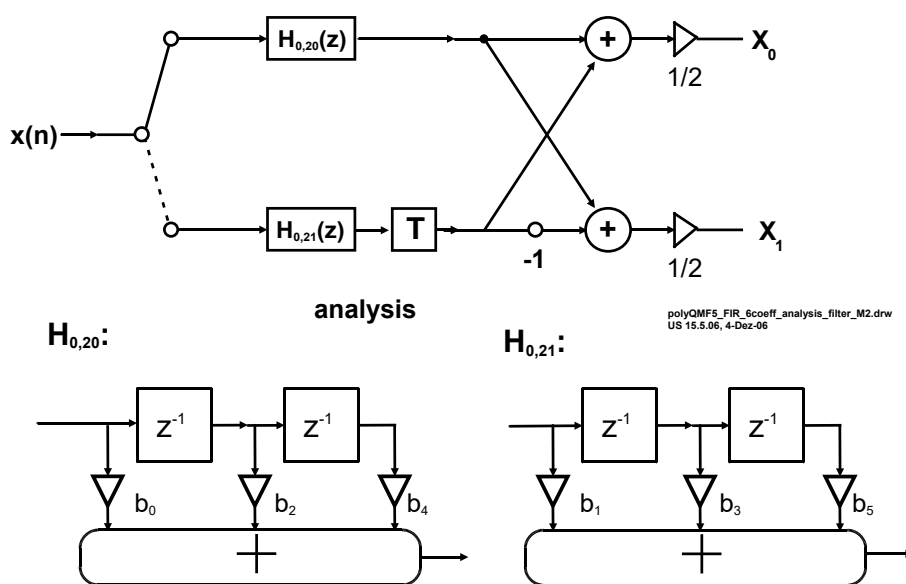 H0,20(z)
+
1/2
X0
x(n)
H0,21(z)
T
-1
+
1/2
X1
analysis
polyQMF5_FIR_6coeff_analysis_filter_M2.drw
US 15.5.06, 4-Dez-06
H0,20:
H0,21:
z-1
z-1
z-1
z-1
b0
b2
b4
b1
b3
b5
+
+